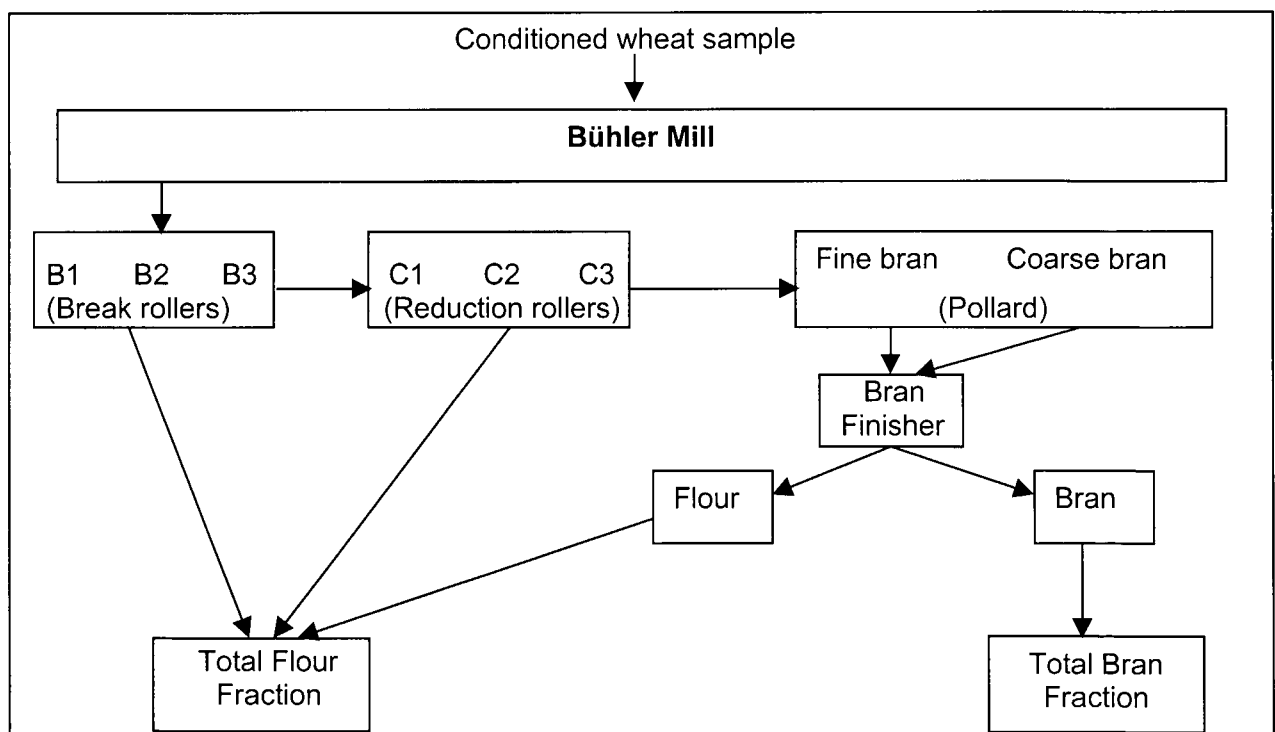 Conditioned wheat sample
Bühler Mill
B1 B2 B3
(Break rollers)
C1 C2 C3
(Reduction rollers)
Fine bran Coarse bran
(Pollard)
Bran
Finisher
Flour
Bran
Total Flour
Fraction
Total Bran
Fraction